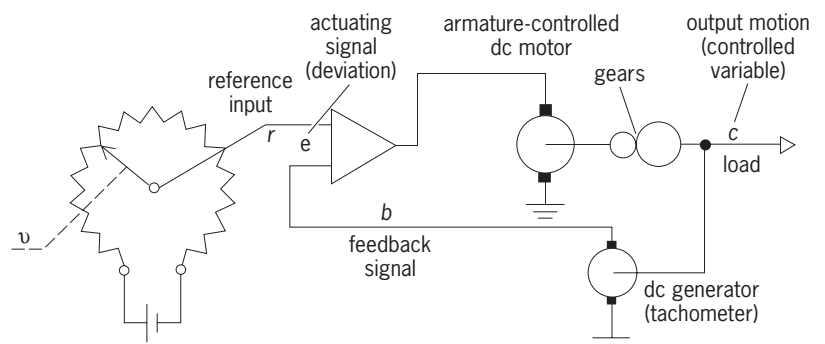 actuating
signal
(deviation)
armature-controlled
dc motor
output motion
(controlled
variable)
reference
input
gears
r
e
c
load
υ
b
feedback
signal
dc generator
(tachometer)